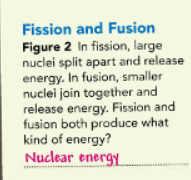 Fission and Fusion
Figure 2 In fission, large
nuclei split apart and release
energy. In fusion, smaller
nuclei join together and
release energy. Fission and
fusion both produce what
kind of energy?
Nuclear energy